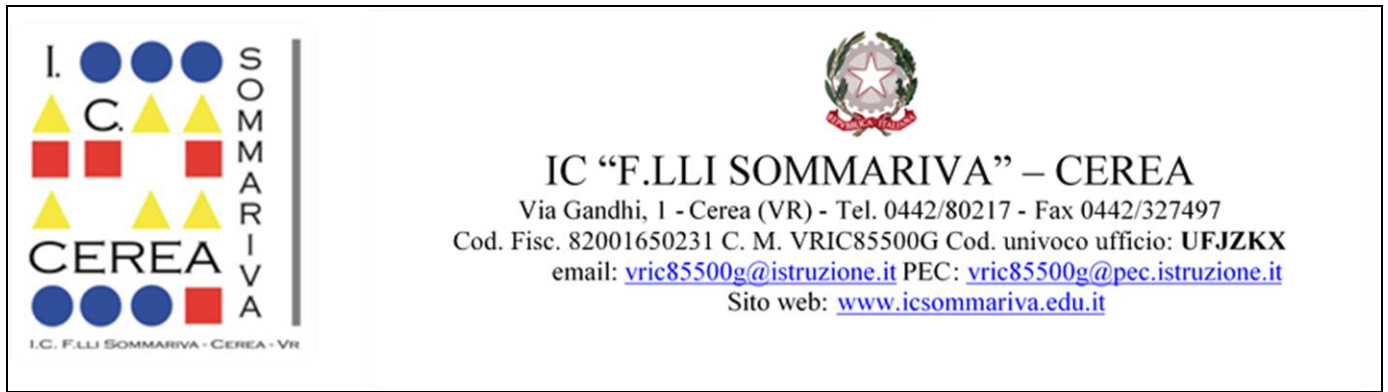 I.
C.
CEREA
SOMMARIVA
I.C. F.LLI SOMMARIVA - CEREA - VR
REPVBBLICA ITALIANA
IC “F.LLI SOMMARIVA” – CEREA
Via Gandhi, 1 - Cerea (VR) - Tel. 0442/80217 - Fax 0442/327497
Cod. Fisc. 82001650231 C. M. VRIC85500G Cod. univoco ufficio: UFJZKX
email: vric85500g@istruzione.it PEC: vric85500g@pec.istruzione.it
Sito web: www.icsommariva.edu.it